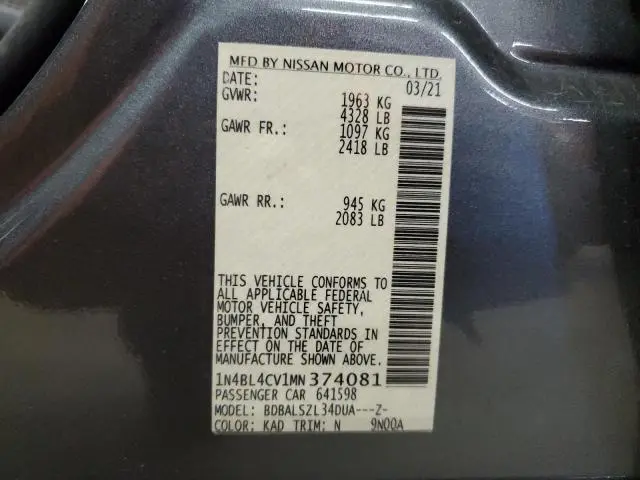 MFD BY NISSAN MOTOR CO., LTD.
DATE: 03/21
GVWR: 1963 KG
4328 LB
GAWR FR.: 1097 KG
2418 LB
GAWR RR.: 945 KG
2083 LB
THIS VEHICLE CONFORMS TO
ALL APPLICABLE FEDERAL
MOTOR VEHICLE SAFETY,
BUMPER, AND THEFT
PREVENTION STANDARDS IN
EFFECT ON THE DATE OF
MANUFACTURE SHOWN ABOVE.
1N4BL4CV1MN374081
PASSENGER CAR 641598
MODEL: BDBALSZL34DUA---Z-
COLOR: KAD TRIM: N 9N00A